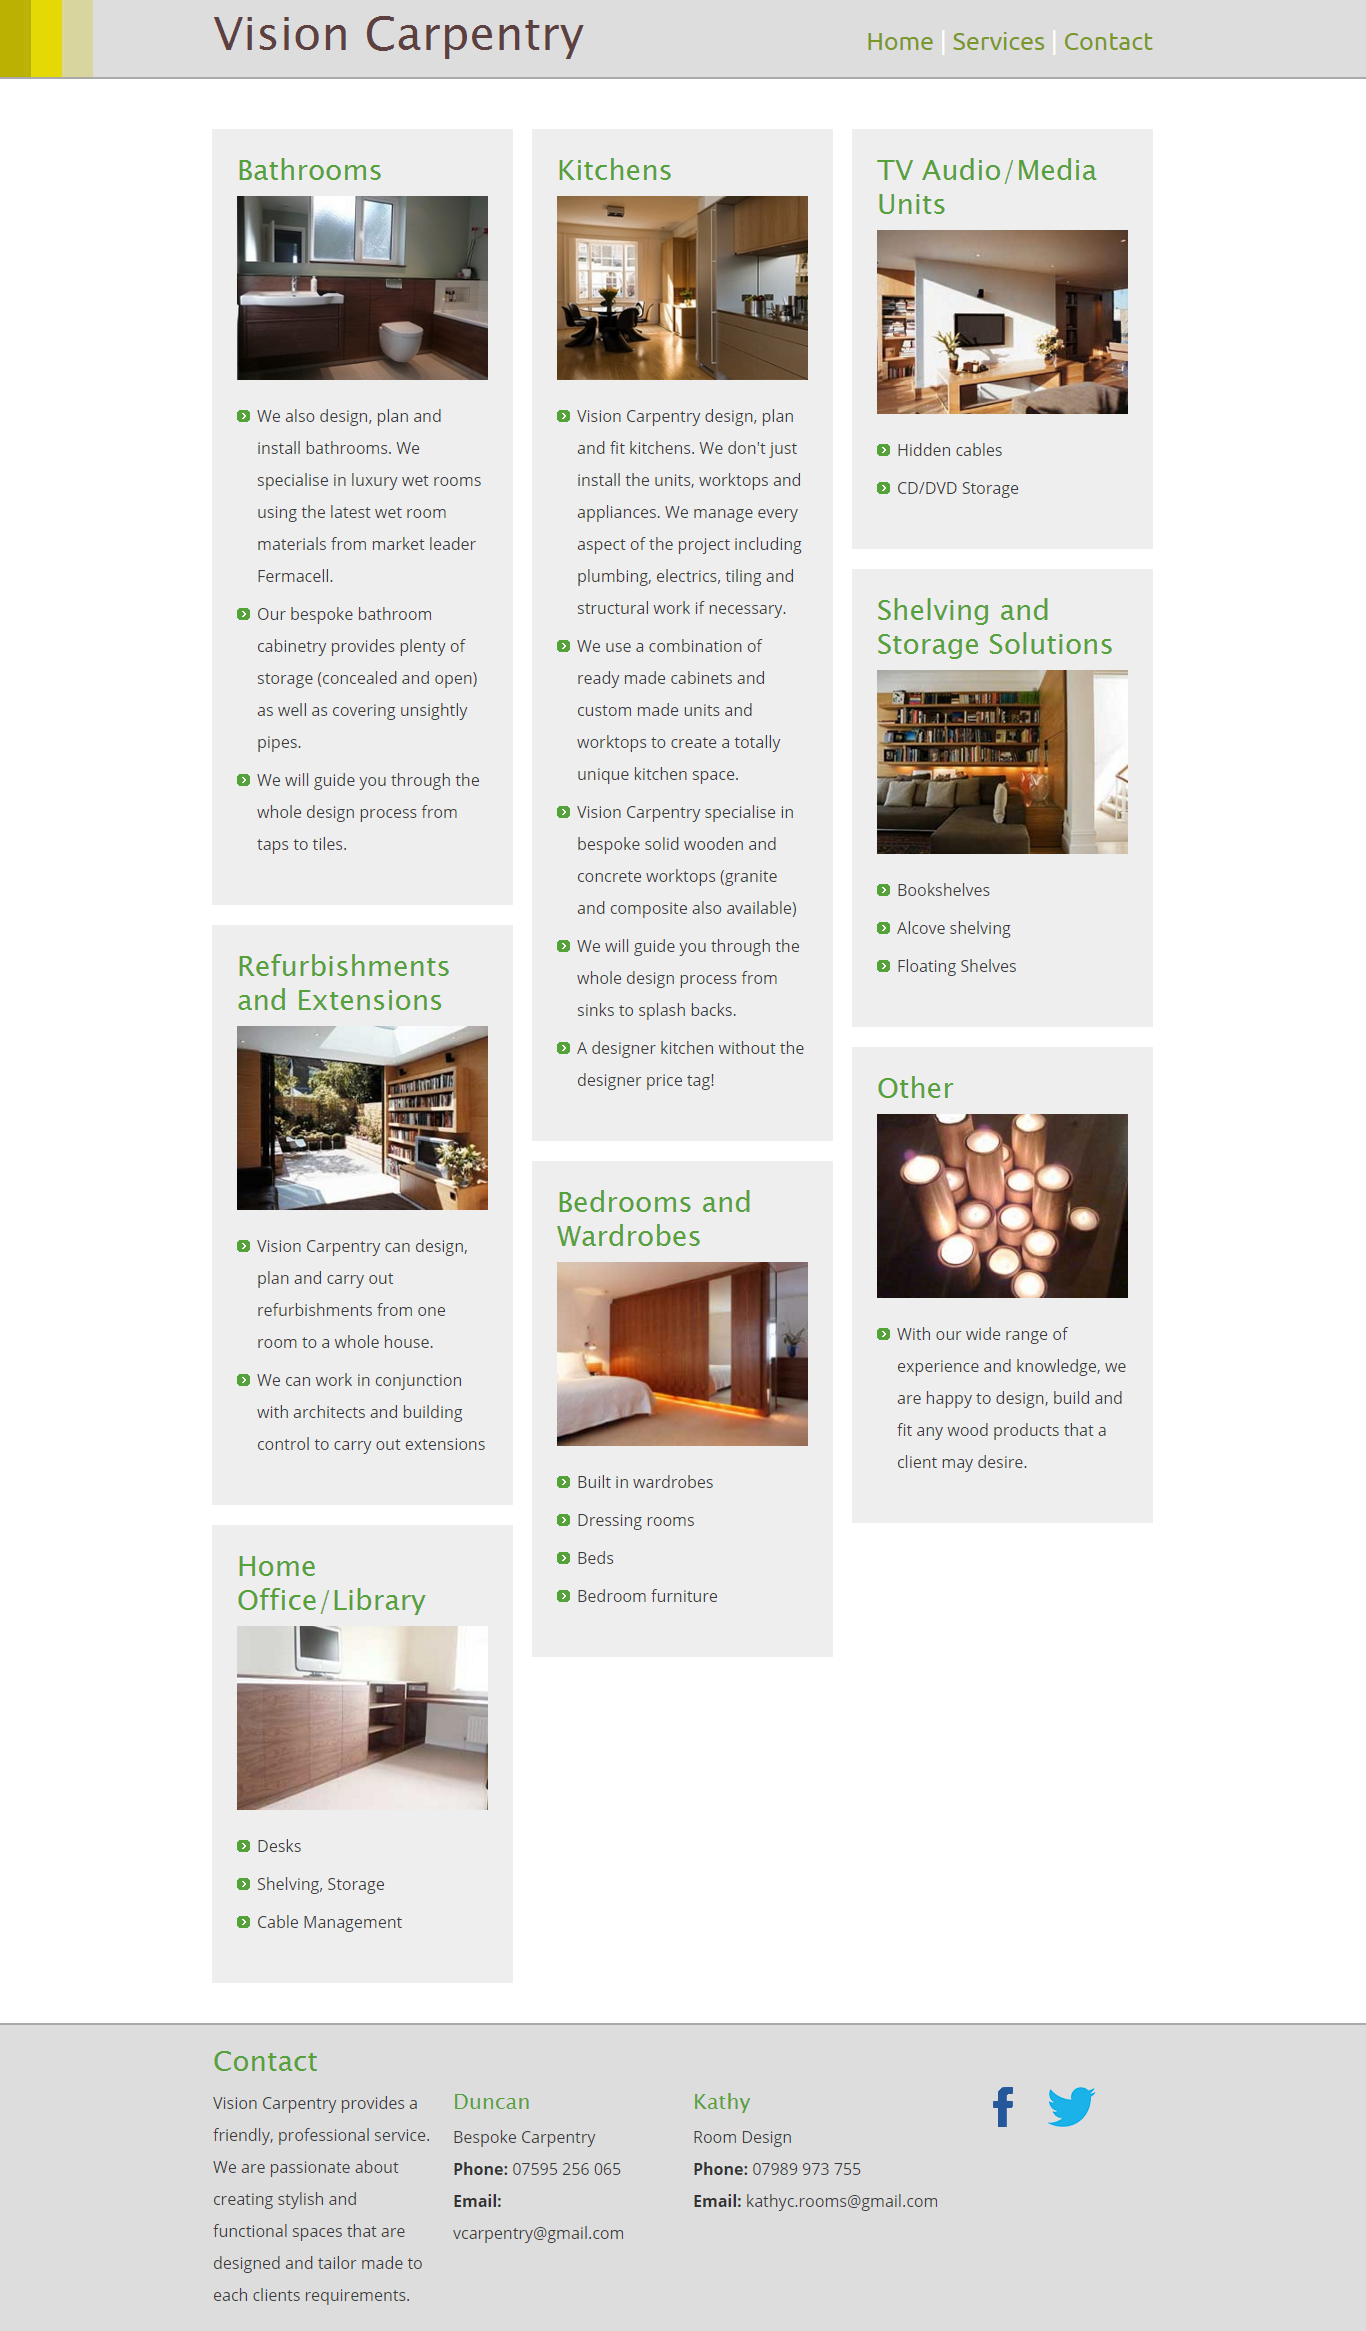 Vision Carpentry
Home | Services | Contact
Bathrooms
We also design, plan and
install bathrooms. We
specialise in luxury wet rooms
using the latest wet room
materials from market leader
Fermacell.
Our bespoke bathroom
cabinetry provides plenty of
storage (concealed and open)
as well as covering unsightly
pipes.
We will guide you through the
whole design process from
taps to tiles.
Refurbishments
and Extensions
Vision Carpentry can design,
plan and carry out
refurbishments from one
room to a whole house.
We can work in conjunction
with architects and building
control to carry out extensions
Home
Office/Library
Desks
Shelving, Storage
Cable Management
Kitchens
Vision Carpentry design, plan
and fit kitchens. We don't just
install the units, worktops and
appliances. We manage every
aspect of the project including
plumbing, electrics, tiling and
structural work if necessary.
We use a combination of
ready made cabinets and
custom made units and
worktops to create a totally
unique kitchen space.
Vision Carpentry specialise in
bespoke solid wooden and
concrete worktops (granite
and composite also available)
We will guide you through the
whole design process from
sinks to splash backs.
A designer kitchen without the
designer price tag!
Bedrooms and
Wardrobes
Built in wardrobes
Dressing rooms
Beds
Bedroom furniture
TV Audio/Media
Units
Hidden cables
CD/DVD Storage
Shelving and
Storage Solutions
Bookshelves
Alcove shelving
Floating Shelves
Other
With our wide range of
experience and knowledge, we
are happy to design, build and
fit any wood products that a
client may desire.
Contact
Vision Carpentry provides a
friendly, professional service.
We are passionate about
creating stylish and
functional spaces that are
designed and tailor made to
each clients requirements.
Duncan
Bespoke Carpentry
Phone: 07595 256 065
Email:
vcarpentry@gmail.com
Kathy
Room Design
Phone: 07989 973 755
Email: kathyc.rooms@gmail.com